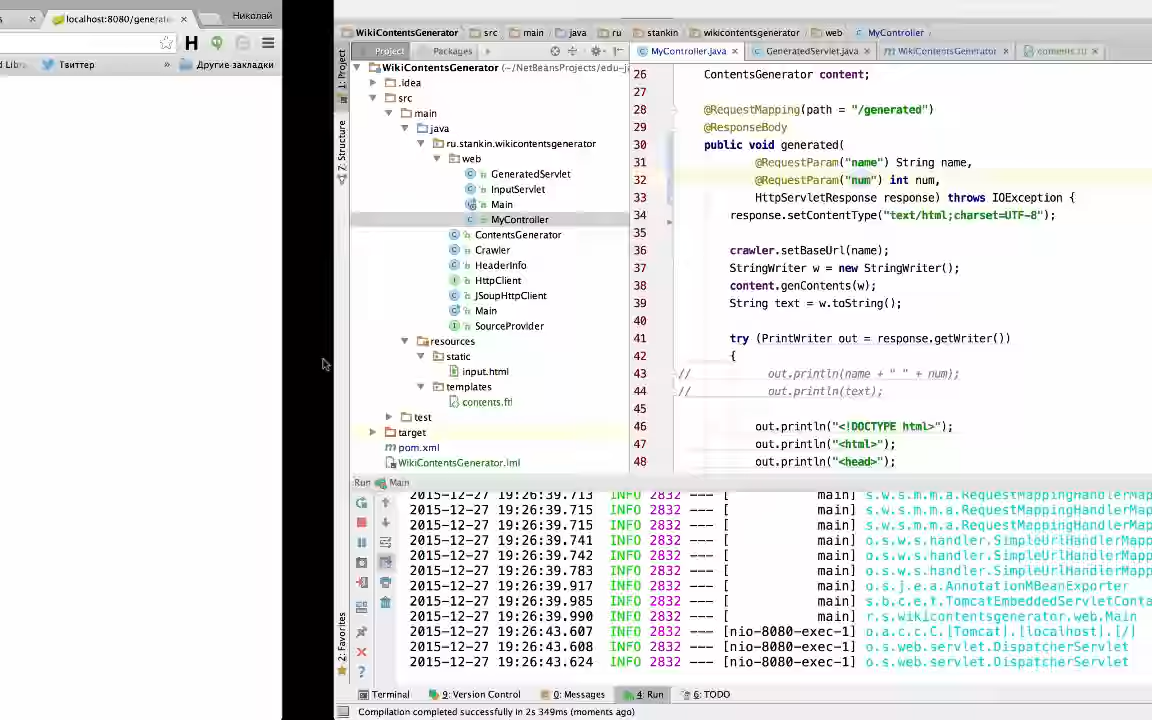 localhost:8080/generate
Николай
H
Твиттер
»
Другие закладки
WikiContentsGenerator
src
main
java
ru
stankin
wikicontentsgenerator
web
MyController
Project
Packages
MyController.java
GeneratedServlet.java
WikiContentsGenerator
1: Project
7: Structure
2: Favorites
WikiContentsGenerator (~/NetBeansProjects/edu-j
.idea
src
main
java
ru.stankin.wikicontentsgenerator
web
GeneratedServlet
InputServlet
Main
MyController
ContentsGenerator
Crawler
HeaderInfo
HttpClient
JSoupHttpClient
Main
SourceProvider
resources
static
input.html
templates
contents.ftl
test
target
pom.xml
WikiContentsGenerator.iml
26 ContentsGenerator content;
27
28 @RequestMapping(path = "/generated")
29 @ResponseBody
30 public void generated(
31 @RequestParam("name") String name,
32 @RequestParam("num") int num,
33 HttpServletResponse response) throws IOException {
34 response.setContentType("text/html;charset=UTF-8");
35
36 crawler.setBaseUrl(name);
37 StringWriter w = new StringWriter();
38 content.genContents(w);
39 String text = w.toString();
40
41 try (PrintWriter out = response.getWriter())
42 {
43 // out.println(name + " " + num);
44 // out.println(text);
45
46 out.println("<!DOCTYPE html>");
47 out.println("<html>");
48 out.println("<head>");
Run Main
2015-12-27 19:26:39.713 INFO 2832 --- [ main] s.w.s.m.m.a.RequestMappingHandlerMap
2015-12-27 19:26:39.715 INFO 2832 --- [ main] s.w.s.m.m.a.RequestMappingHandlerMap
2015-12-27 19:26:39.715 INFO 2832 --- [ main] s.w.s.m.m.a.RequestMappingHandlerMap
2015-12-27 19:26:39.741 INFO 2832 --- [ main] o.s.w.s.handler.SimpleUrlHandlerMapp
2015-12-27 19:26:39.742 INFO 2832 --- [ main] o.s.w.s.handler.SimpleUrlHandlerMapp
2015-12-27 19:26:39.783 INFO 2832 --- [ main] o.s.w.s.handler.SimpleUrlHandlerMapp
2015-12-27 19:26:39.917 INFO 2832 --- [ main] o.s.j.e.a.AnnotationMBeanExporter
2015-12-27 19:26:39.985 INFO 2832 --- [ main] s.b.c.e.t.TomcatEmbeddedServletConta
2015-12-27 19:26:39.990 INFO 2832 --- [ main] r.s.wikicontentsgenerator.web.Main
2015-12-27 19:26:43.607 INFO 2832 --- [nio-8080-exec-1] o.a.c.c.C.[Tomcat].[localhost].[/]
2015-12-27 19:26:43.608 INFO 2832 --- [nio-8080-exec-1] o.s.web.servlet.DispatcherServlet
2015-12-27 19:26:43.624 INFO 2832 --- [nio-8080-exec-1] o.s.web.servlet.DispatcherServlet
Terminal
9: Version Control
0: Messages
4: Run
6: TODO
Compilation completed successfully in 2s 349ms (moments ago)